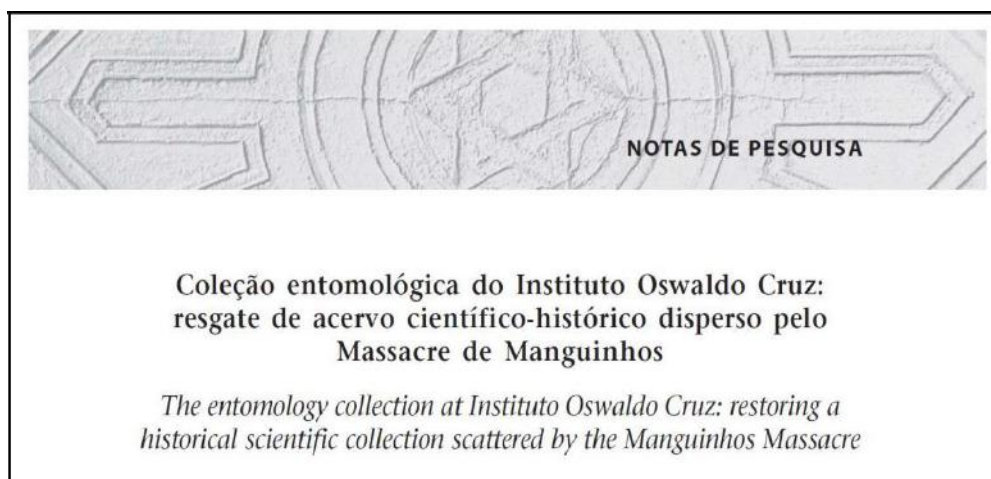 NOTAS DE PESQUISA
Coleção entomológica do Instituto Oswaldo Cruz:
resgate de acervo científico-histórico disperso pelo
Massacre de Manguinhos
The entomology collection at Instituto Oswaldo Cruz: restoring a
historical scientific collection scattered by the Manguinhos Massacre